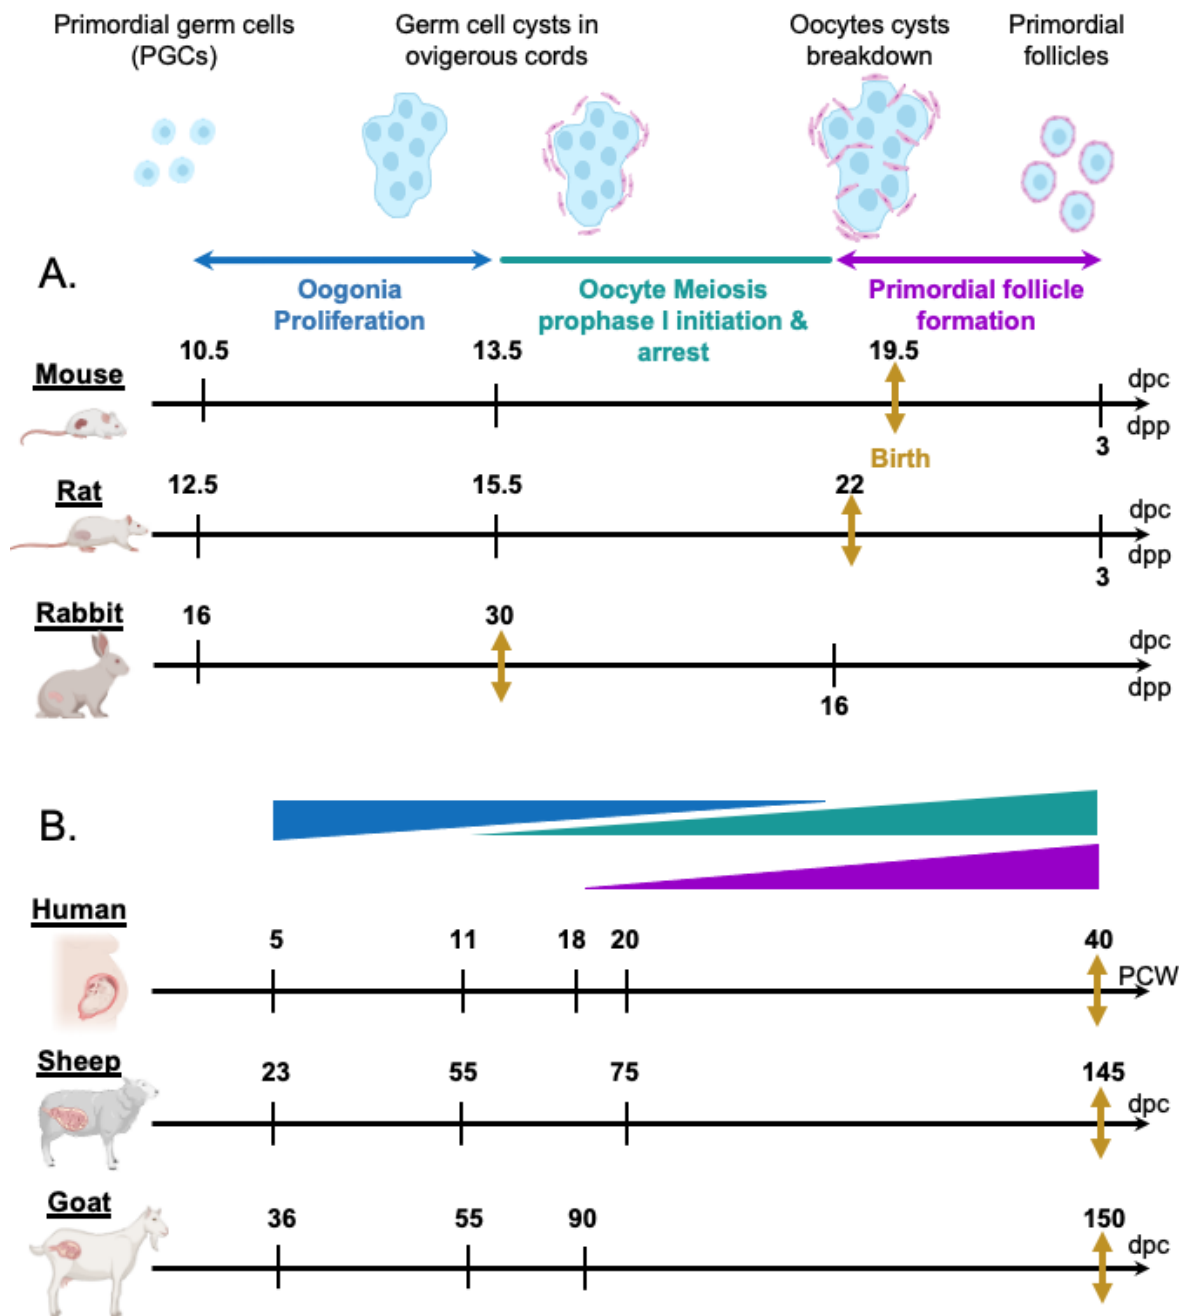 Primordial germ cells
(PGCs)
Germ cell cysts in
ovigerous cords
Oocytes cysts
breakdown
Primordial
follicles
A.
Oogonia
Proliferation
Oocyte Meiosis
prophase I initiation &
arrest
Primordial follicle
formation
Mouse
10.5
13.5
19.5
dpc
dpp
3
Birth
Rat
12.5
15.5
22
dpc
dpp
3
Rabbit
16
30
dpc
dpp
16
B.
Human
5
11
18
20
40
PCW
Sheep
23
55
75
145
dpc
Goat
36
55
90
150
dpc